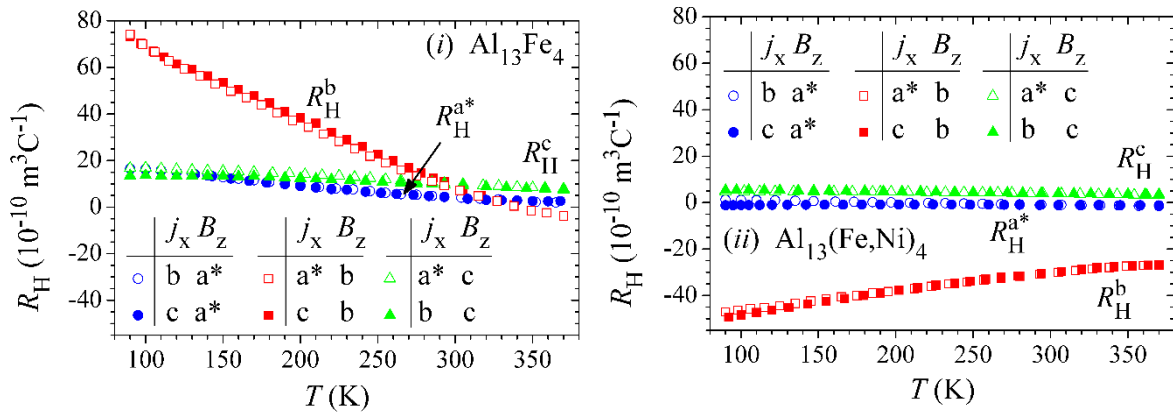 80
60
40
20
0
-20
-40
R_H (10^-10 m^3C^-1)
(i) Al_13Fe_4
R_H^b
R_H^a*
R_H^c
j_x B_z j_x B_z j_x B_z
b a* a* b a* c
c a* c b b c
100 150 200 250 300 350
T (K)
80
60
40
20
0
-20
-40
R_H (10^-10 m^3C^-1)
j_x B_z j_x B_z j_x B_z
b a* a* b a* c
c a* c b b c
R_H^c
R_H^a*
(ii) Al_13(Fe,Ni)_4
R_H^b
100 150 200 250 300 350
T (K)